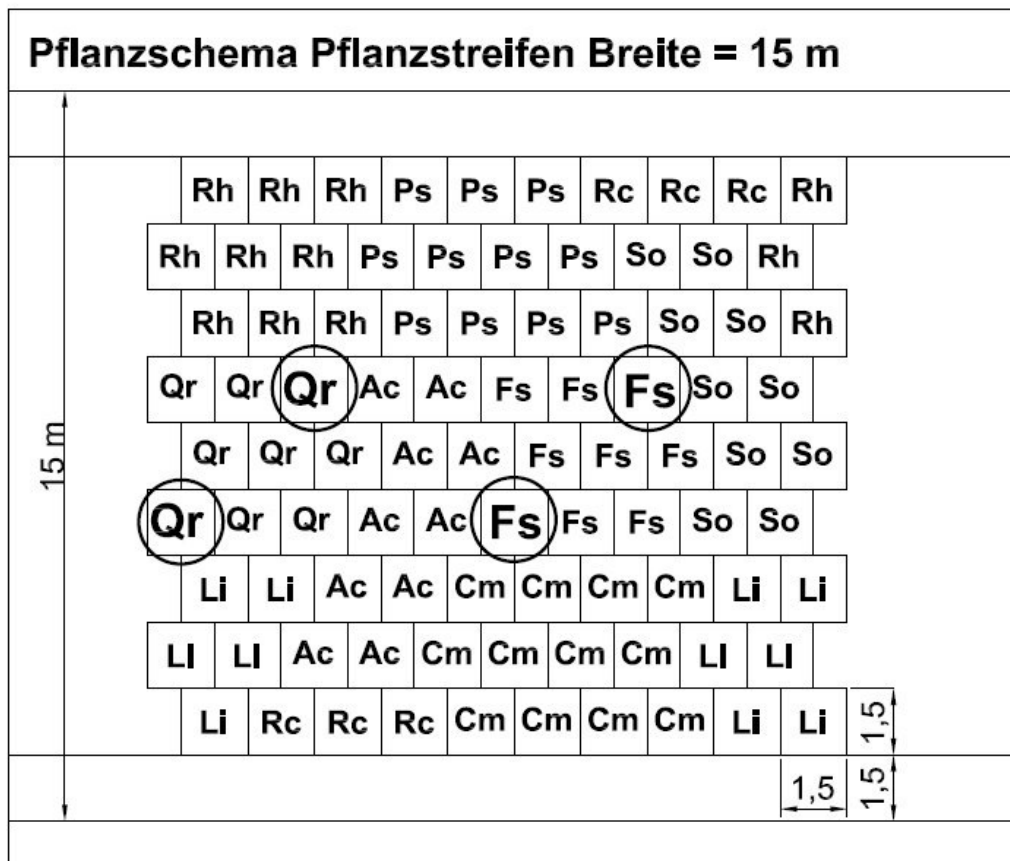 Pflanzschema Pflanzstreifen Breite = 15 m
Rh Rh Rh Ps Ps Ps Rc Rc Rc Rh
Rh Rh Rh Ps Ps Ps Ps So So Rh
Rh Rh Rh Ps Ps Ps Ps So So Rh
Qr Qr Qr Ac Ac Fs Fs Fs So So
Qr Qr Qr Ac Ac Fs Fs Fs So So
Qr Qr Qr Ac Ac Fs Fs Fs So So
Li Li Ac Ac Cm Cm Cm Cm Li Li
Ll Ll Ac Ac Cm Cm Cm Cm Ll Ll
Li Rc Rc Rc Cm Cm Cm Cm Li Li
15 m
1,5
1,5
1,5